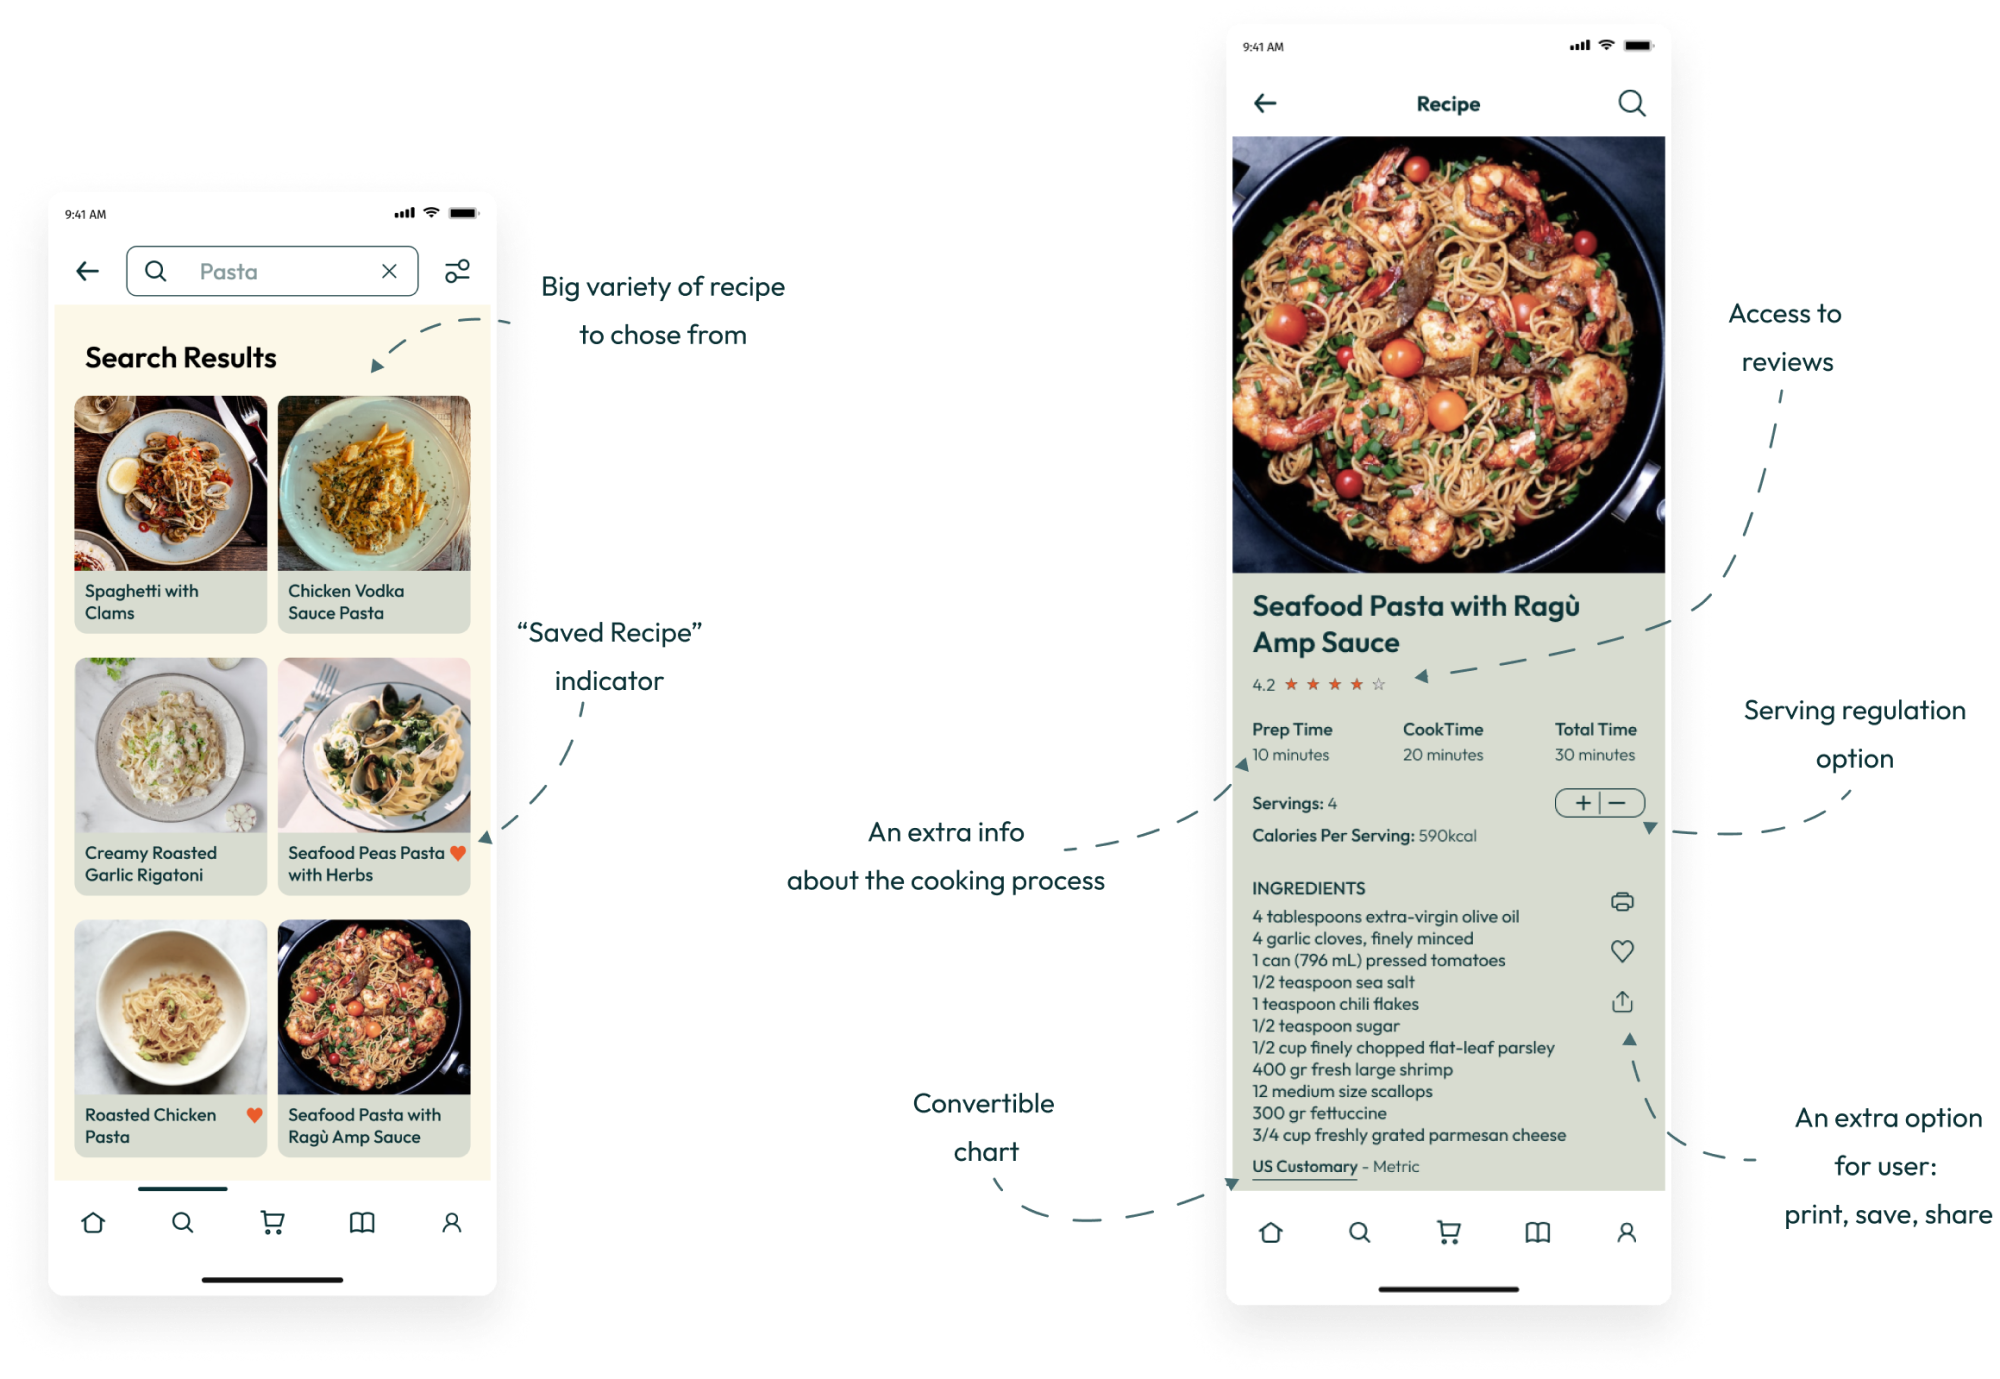 9:41 AM
Pasta
Search Results
Spaghetti with
Clams
Chicken Vodka
Sauce Pasta
Creamy Roasted
Garlic Rigatoni
Seafood Peas Pasta
with Herbs
Roasted Chicken
Pasta
Seafood Pasta with
Ragù Amp Sauce
Big variety of recipe
to chose from
“Saved Recipe”
indicator
An extra info
about the cooking process
Convertible
chart
9:41 AM
Recipe
Seafood Pasta with Ragù
Amp Sauce
4.2
Prep Time
10 minutes
CookTime
20 minutes
Total Time
30 minutes
Servings: 4
Calories Per Serving: 590kcal
INGREDIENTS
4 tablespoons extra-virgin olive oil
4 garlic cloves, finely minced
1 can (796 mL) pressed tomatoes
1/2 teaspoon sea salt
1 teaspoon chili flakes
1/2 teaspoon sugar
1/2 cup finely chopped flat-leaf parsley
400 gr fresh large shrimp
12 medium size scallops
300 gr fettuccine
3/4 cup freshly grated parmesan cheese
US Customary - Metric
Access to
reviews
Serving regulation
option
An extra option
for user:
print, save, share